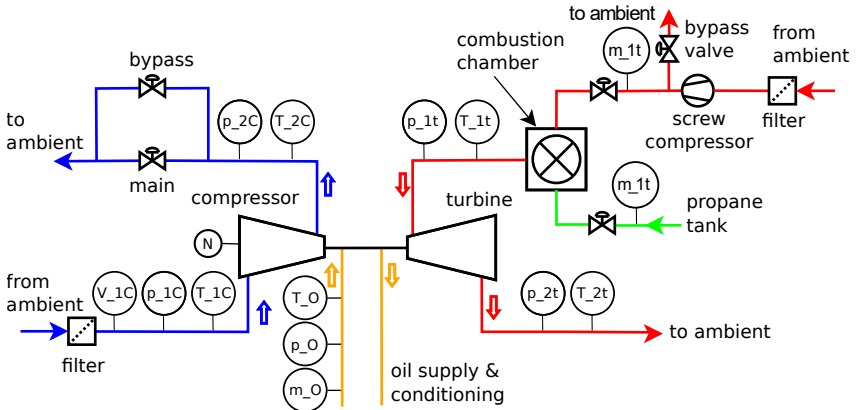 to ambient
bypass
valve
from
ambient
combustion
chamber
m_1t
bypass
to
ambient
p_2C
T_2C
p_1t
T_1t
screw
compressor
filter
main
compressor
turbine
m_1t
propane
tank
N
from
ambient
V_1C
p_1C
T_1C
T_O
p_2t
T_2t
to ambient
filter
p_O
oil supply &
conditioning
m_O